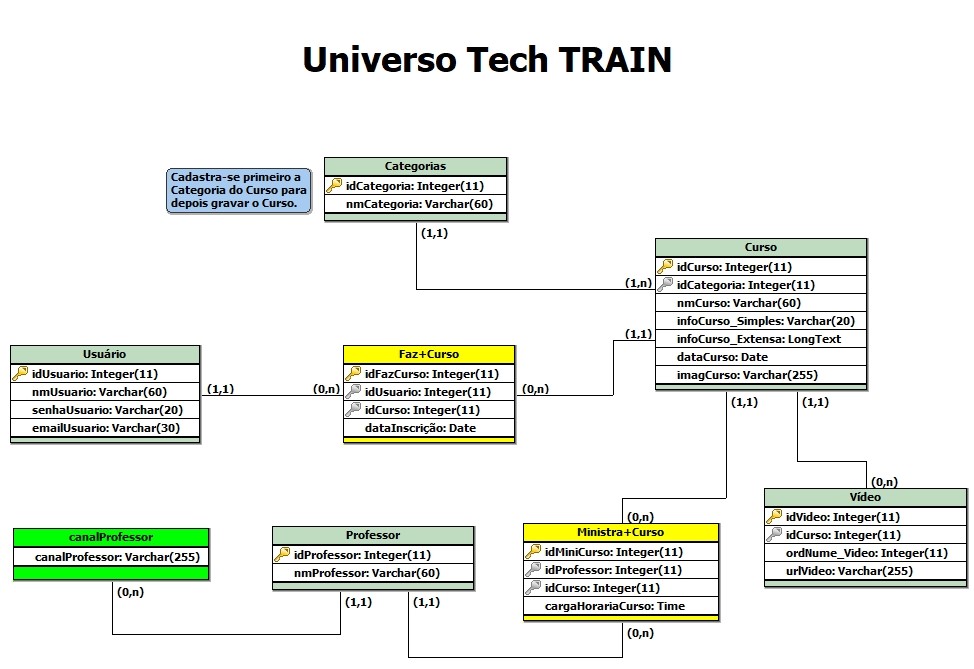 Universo Tech TRAIN
Cadastra-se primeiro a
Categoria do Curso para
depois gravar o Curso.
Categorias
idCategoria: Integer(11)
nmCategoria: Varchar(60)
(1,1)
(1,n)
Curso
idCurso: Integer(11)
idCategoria: Integer(11)
nmCurso: Varchar(60)
infoCurso_Simples: Varchar(20)
infoCurso_Extensa: LongText
dataCurso: Date
imagCurso: Varchar(255)
(1,1)
(1,1)
(1,1)
Usuário
idUsuario: Integer(11)
nmUsuario: Varchar(60)
senhaUsuario: Varchar(20)
emailUsuario: Varchar(30)
(1,1)
(0,n)
Faz+Curso
idFazCurso: Integer(11)
idUsuario: Integer(11)
idCurso: Integer(11)
dataInscrição: Date
(0,n)
canalProfessor
canalProfessor: Varchar(255)
(0,n)
Professor
idProfessor: Integer(11)
nmProfessor: Varchar(60)
(1,1)
(1,1)
(0,n)
Ministra+Curso
idMiniCurso: Integer(11)
idProfessor: Integer(11)
idCurso: Integer(11)
cargaHorariaCurso: Time
(0,n)
(0,n)
Vídeo
idVideo: Integer(11)
idCurso: Integer(11)
ordNume_Video: Integer(11)
urlVideo: Varchar(255)